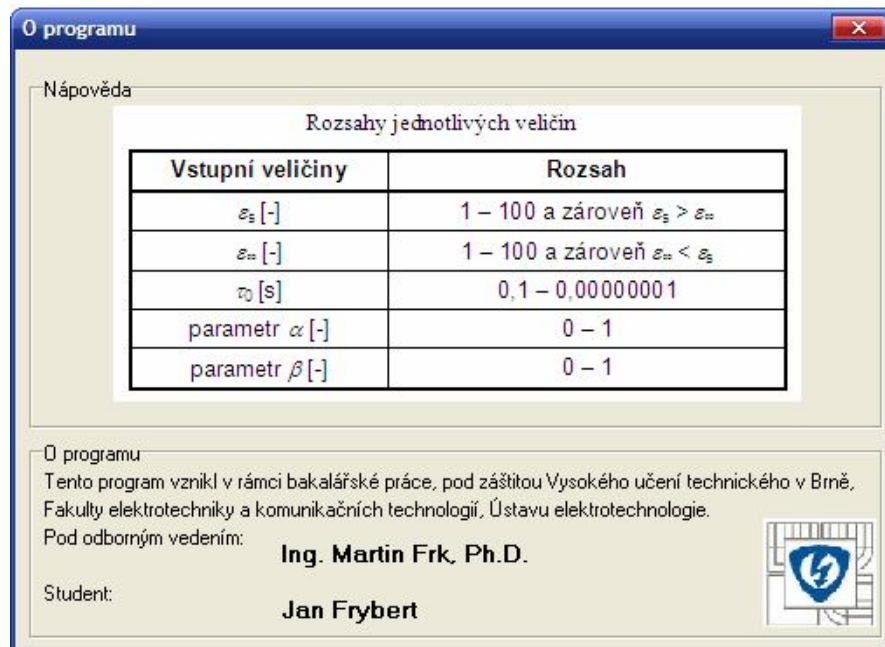 O programu
Nápověda
Rozsahy jednotlivých veličin
Vstupní veličiny Rozsah
εs [-] 1 – 100 a zároveň εs > ε∞
ε∞ [-] 1 – 100 a zároveň ε∞ < εs
τ0 [s] 0,1 – 0,00000001
parametr α [-] 0 – 1
parametr β [-] 0 – 1
O programu
Tento program vznikl v rámci bakalářské práce, pod záštitou Vysokého učení technického v Brně,
Fakulty elektrotechniky a komunikačních technologií, Ústavu elektrotechnologie.
Pod odborným vedením:
Ing. Martin Frk, Ph.D.
Student:
Jan Frybert